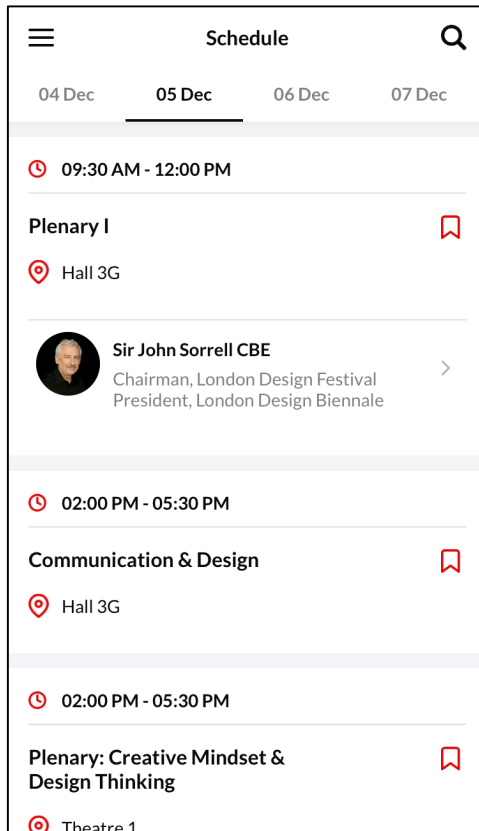 Schedule
04 Dec 05 Dec 06 Dec 07 Dec
09:30 AM - 12:00 PM
Plenary I
Hall 3G
Sir John Sorrell CBE
Chairman, London Design Festival
President, London Design Biennale
02:00 PM - 05:30 PM
Communication & Design
Hall 3G
02:00 PM - 05:30 PM
Plenary: Creative Mindset &
Design Thinking
Theatre 1